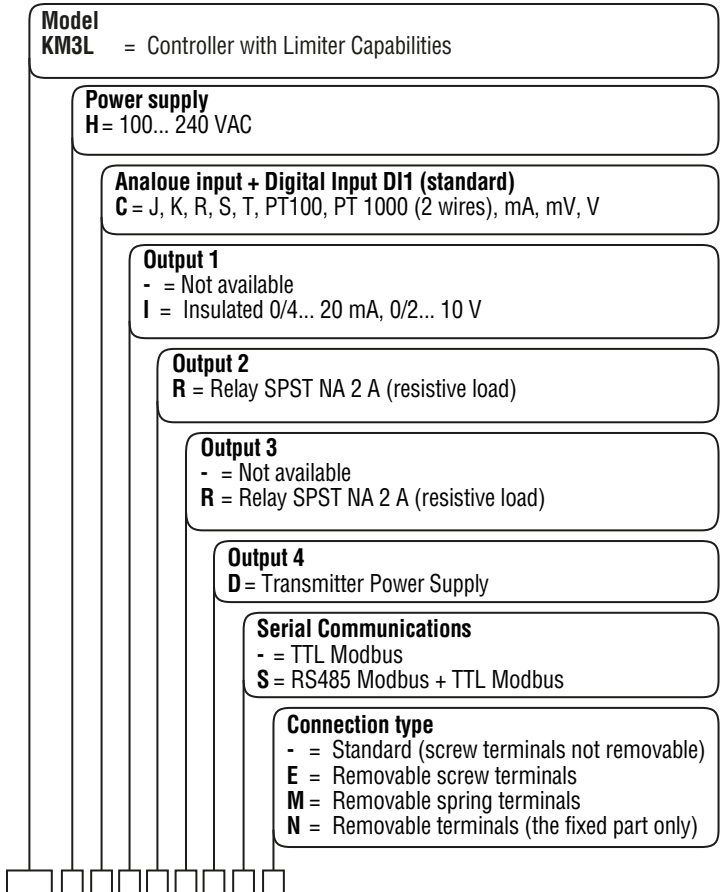 Model
KM3L = Controller with Limiter Capabilities
Power supply
H = 100... 240 VAC
Analoue input + Digital Input DI1 (standard)
C = J, K, R, S, T, PT100, PT 1000 (2 wires), mA, mV, V
Output 1
- = Not available
I = Insulated 0/4... 20 mA, 0/2... 10 V
Output 2
R = Relay SPST NA 2 A (resistive load)
Output 3
- = Not available
R = Relay SPST NA 2 A (resistive load)
Output 4
D = Transmitter Power Supply
Serial Communications
- = TTL Modbus
S = RS485 Modbus + TTL Modbus
Connection type
- = Standard (screw terminals not removable)
E = Removable screw terminals
M = Removable spring terminals
N = Removable terminals (the fixed part only)